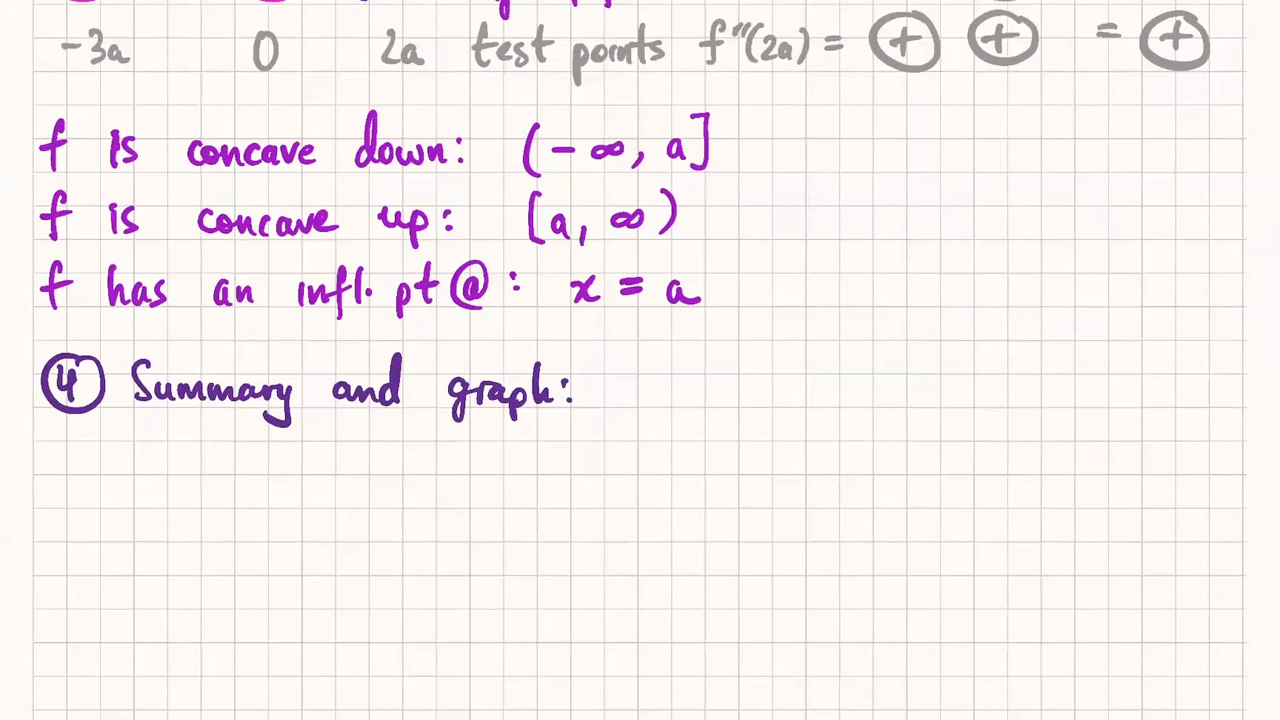 -3a 0 2a test points f"(2a) = ⊕ ⊕ = ⊕
f is concave down: (-∞, a]
f is concave up: [a, ∞)
f has an infl. pt @: x = a
④ Summary and graph: